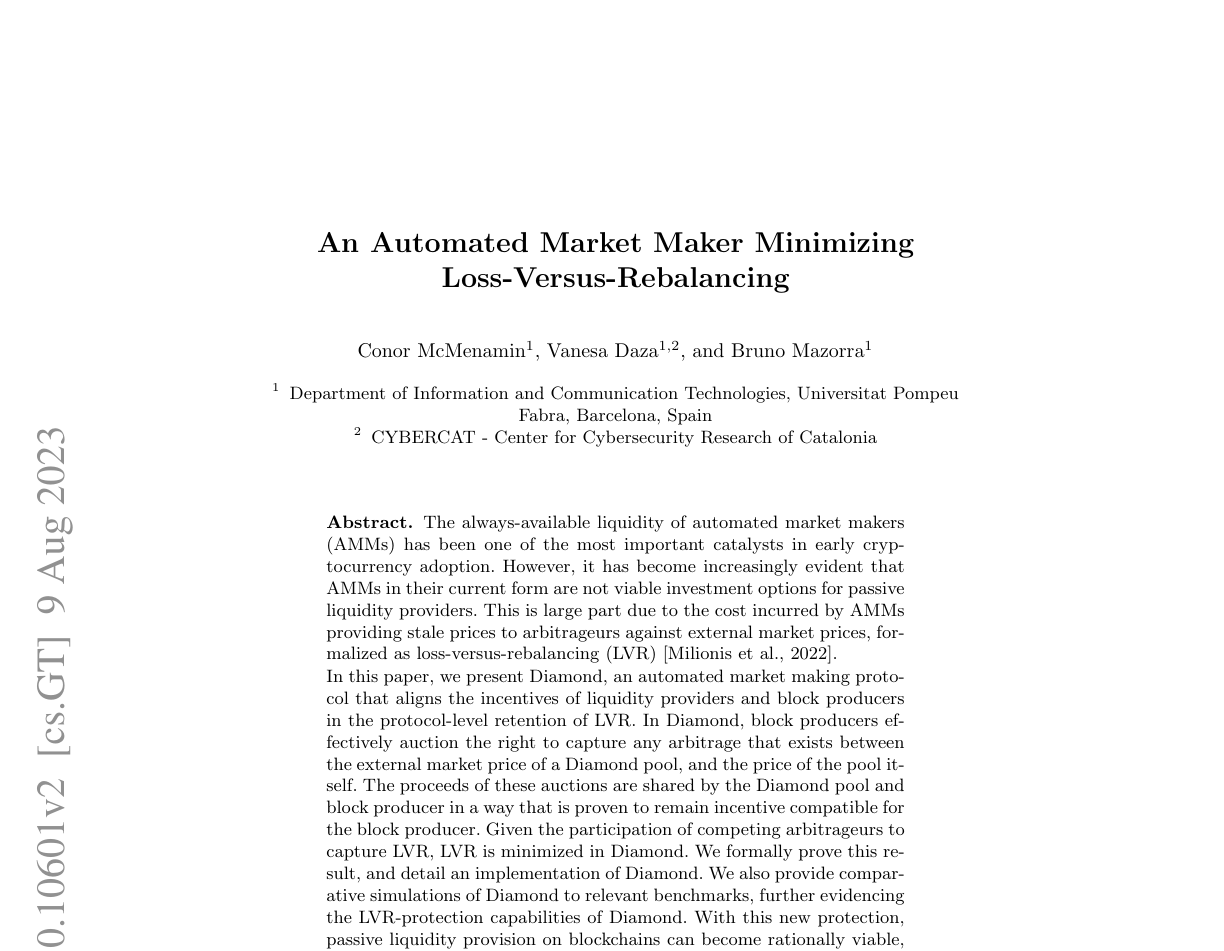 An Automated Market Maker Minimizing
Loss-Versus-Rebalancing
Conor McMenamin1, Vanesa Daza1,2, and Bruno Mazorra1
1 Department of Information and Communication Technologies, Universitat Pompeu
Fabra, Barcelona, Spain
2 CYBERCAT - Center for Cybersecurity Research of Catalonia
0.10601v2 [cs.GT] 9 Aug 2023
Abstract. The always-available liquidity of automated market makers
(AMMs) has been one of the most important catalysts in early cryp-
tocurrency adoption. However, it has become increasingly evident that
AMMs in their current form are not viable investment options for passive
liquidity providers. This is large part due to the cost incurred by AMMs
providing stale prices to arbitrageurs against external market prices, for-
malized as loss-versus-rebalancing (LVR) [Milionis et al., 2022].
In this paper, we present Diamond, an automated market making proto-
col that aligns the incentives of liquidity providers and block producers
in the protocol-level retention of LVR. In Diamond, block producers ef-
fectively auction the right to capture any arbitrage that exists between
the external market price of a Diamond pool, and the price of the pool it-
self. The proceeds of these auctions are shared by the Diamond pool and
block producer in a way that is proven to remain incentive compatible for
the block producer. Given the participation of competing arbitrageurs to
capture LVR, LVR is minimized in Diamond. We formally prove this re-
sult, and detail an implementation of Diamond. We also provide compar-
ative simulations of Diamond to relevant benchmarks, further evidencing
the LVR-protection capabilities of Diamond. With this new protection,
passive liquidity provision on blockchains can become rationally viable,